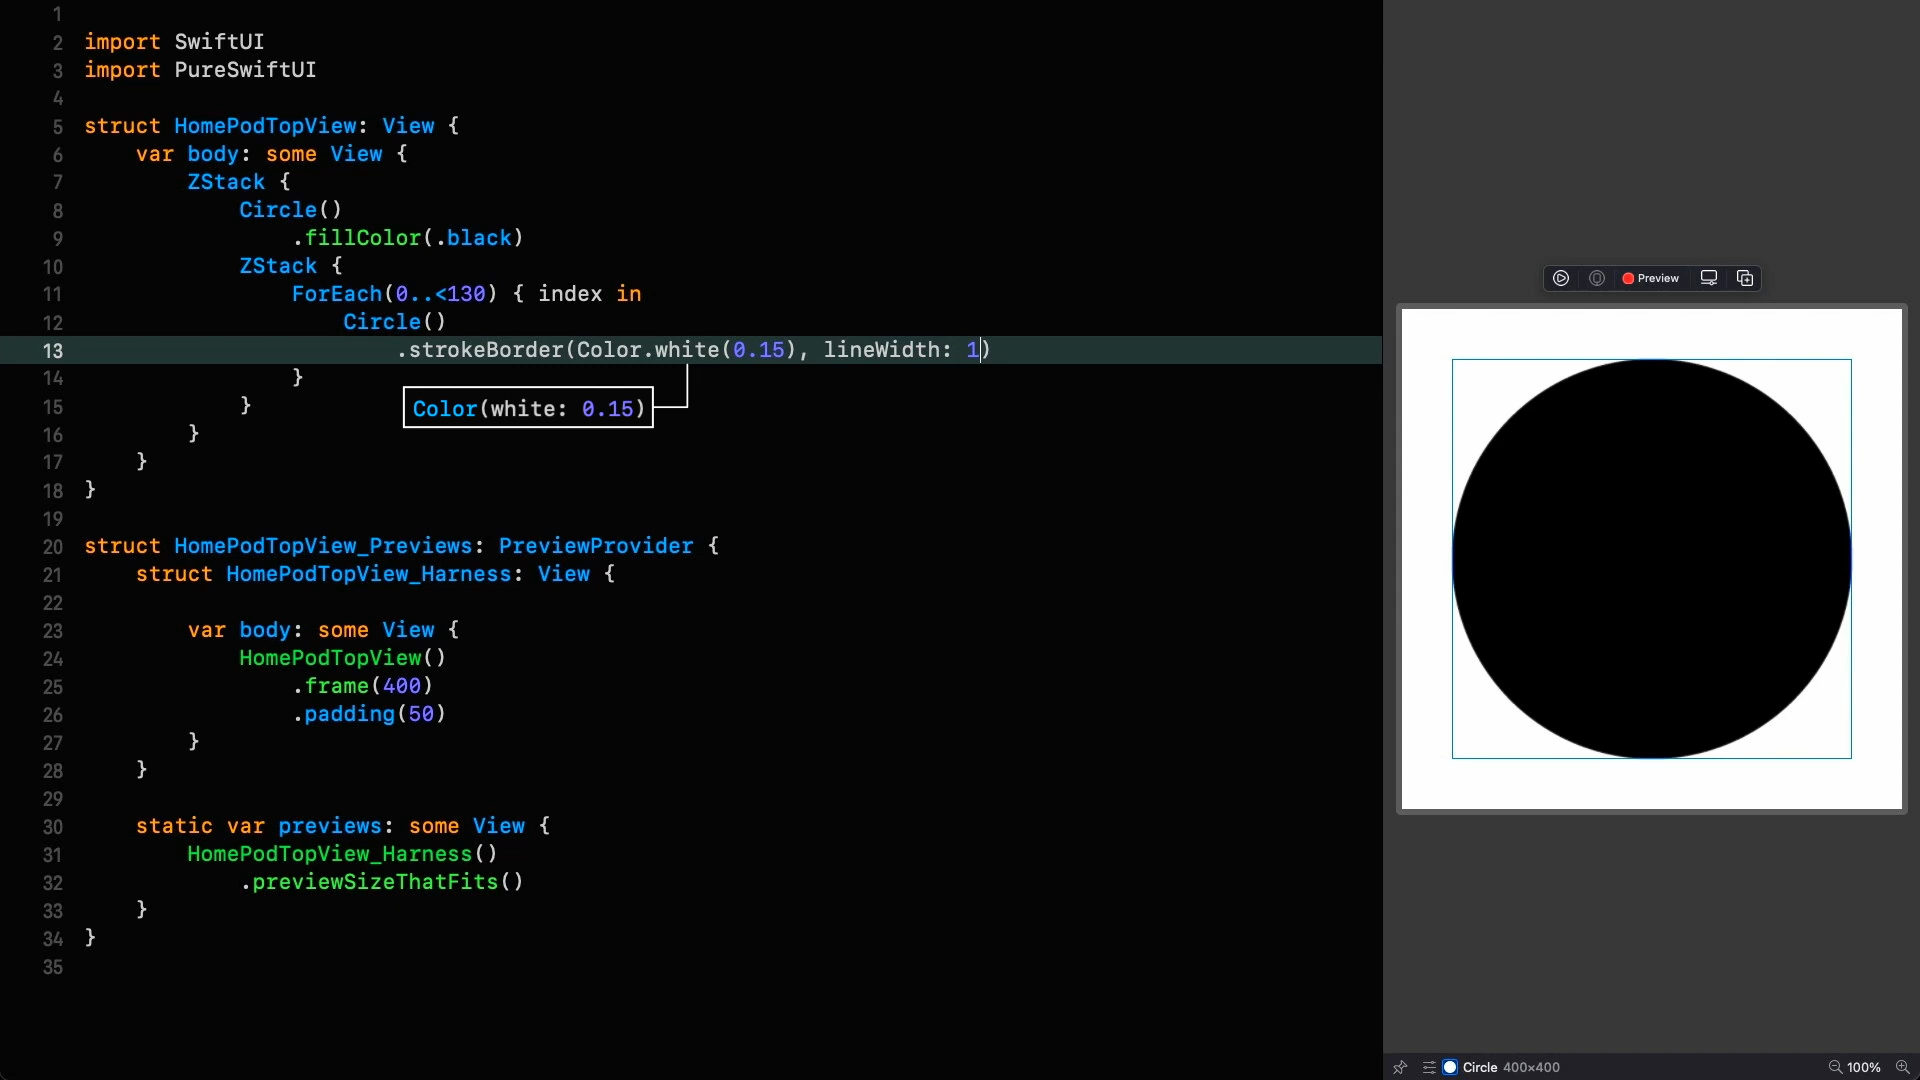 1
2 import SwiftUI
3 import PureSwiftUI
4
5 struct HomePodTopView: View {
6 var body: some View {
7 ZStack {
8 Circle()
9 .fillColor(.black)
10 ZStack {
11 ForEach(0..<130) { index in
12 Circle()
13 .strokeBorder(Color.white(0.15), lineWidth: 1)
14 }
Color(white: 0.15)
15 }
16 }
17 }
18 }
19
20 struct HomePodTopView_Previews: PreviewProvider {
21 struct HomePodTopView_Harness: View {
22
23 var body: some View {
24 HomePodTopView()
25 .frame(400)
26 .padding(50)
27 }
28 }
29
30 static var previews: some View {
31 HomePodTopView_Harness()
32 .previewSizeThatFits()
33 }
34 }
35
Preview
Circle 400×400
100%